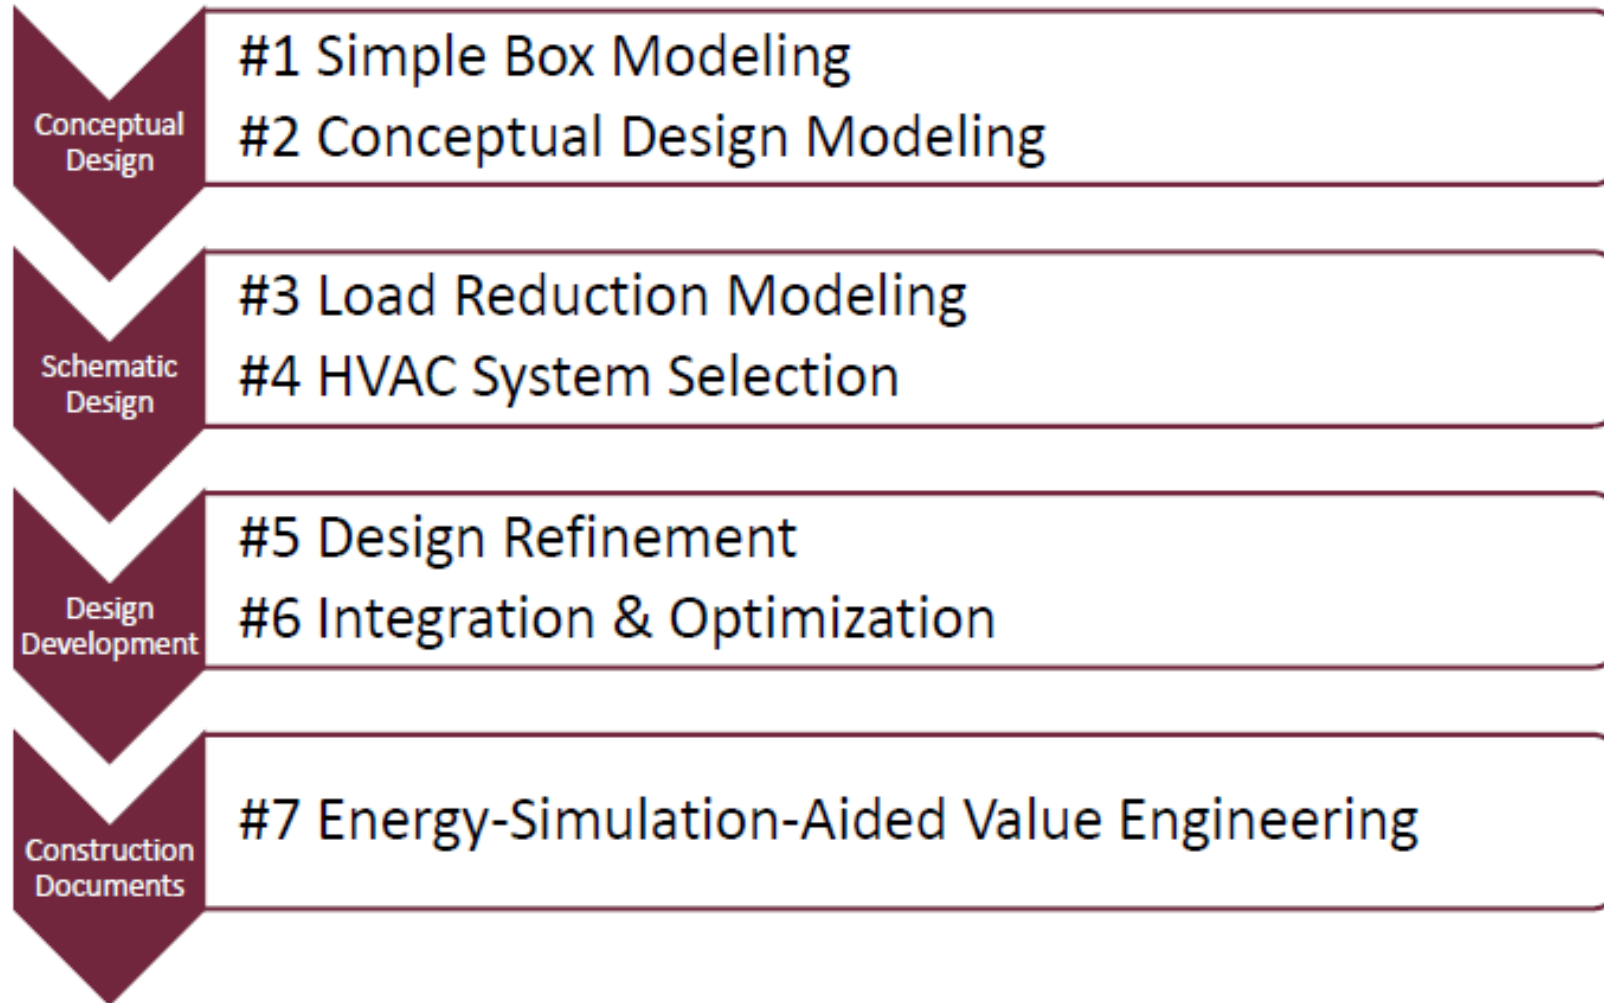 Conceptual
Design
#1 Simple Box Modeling
#2 Conceptual Design Modeling
Schematic
Design
#3 Load Reduction Modeling
#4 HVAC System Selection
Design
Development
#5 Design Refinement
#6 Integration & Optimization
Construction
Documents
#7 Energy-Simulation-Aided Value Engineering